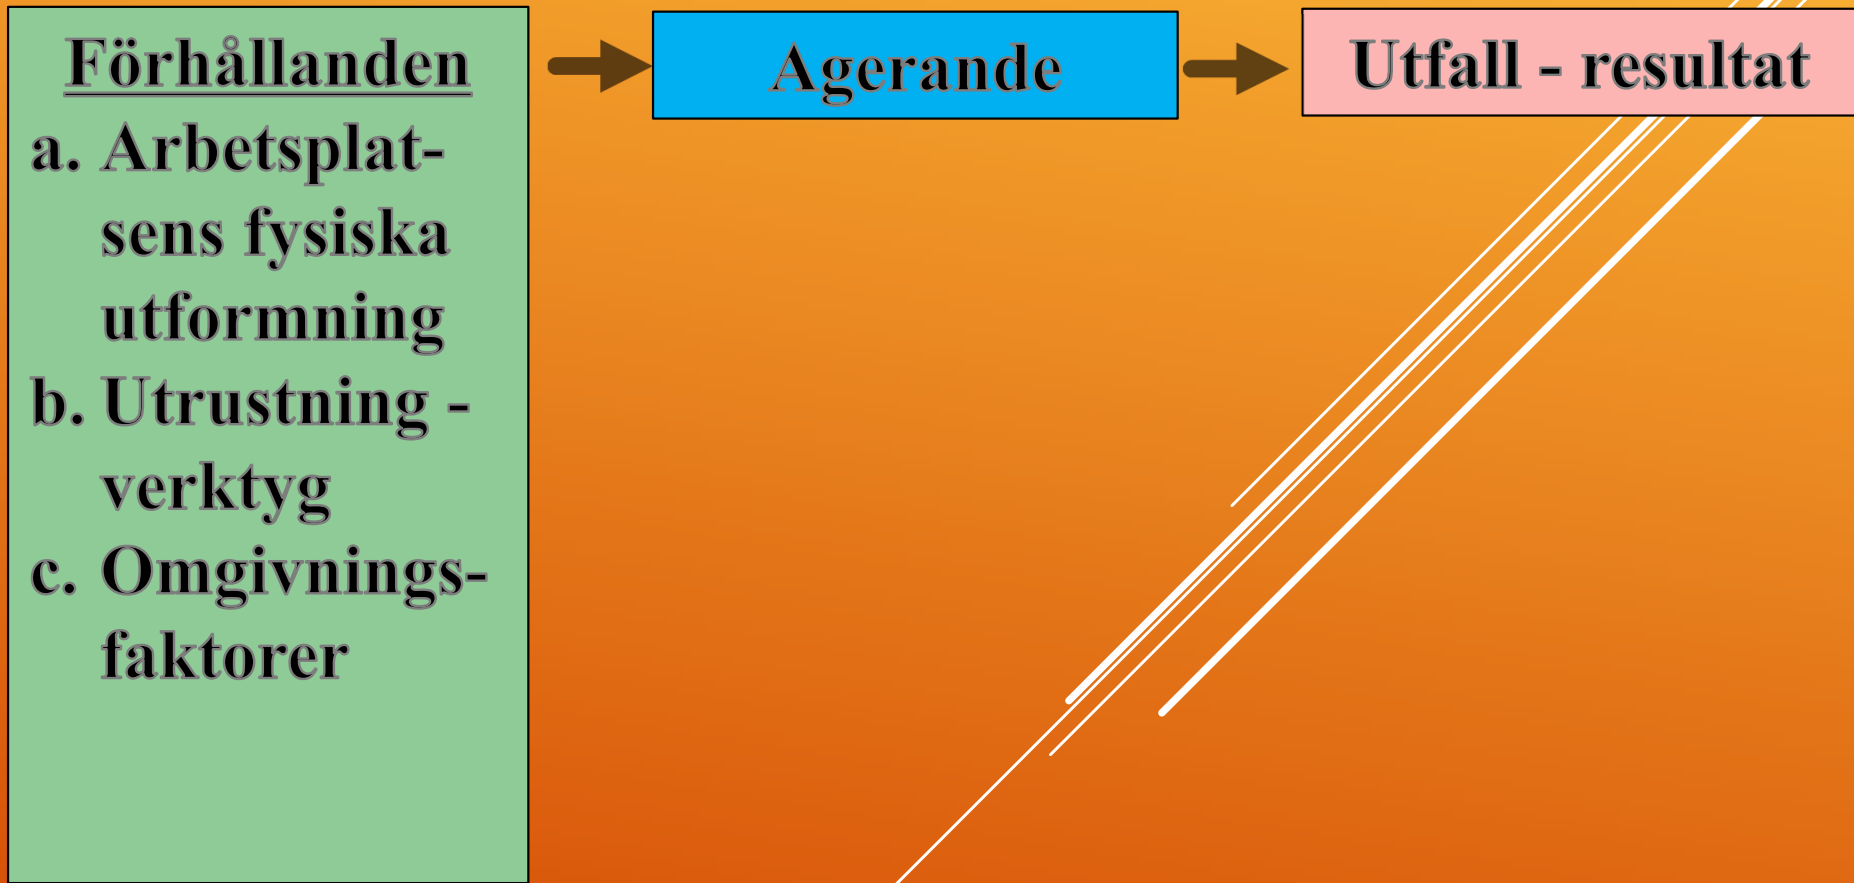 Förhållanden
a. Arbetsplat-
sens fysiska
utformning
b. Utrustning -
verktyg
c. Omgivnings-
faktorer
Agerande
Utfall - resultat